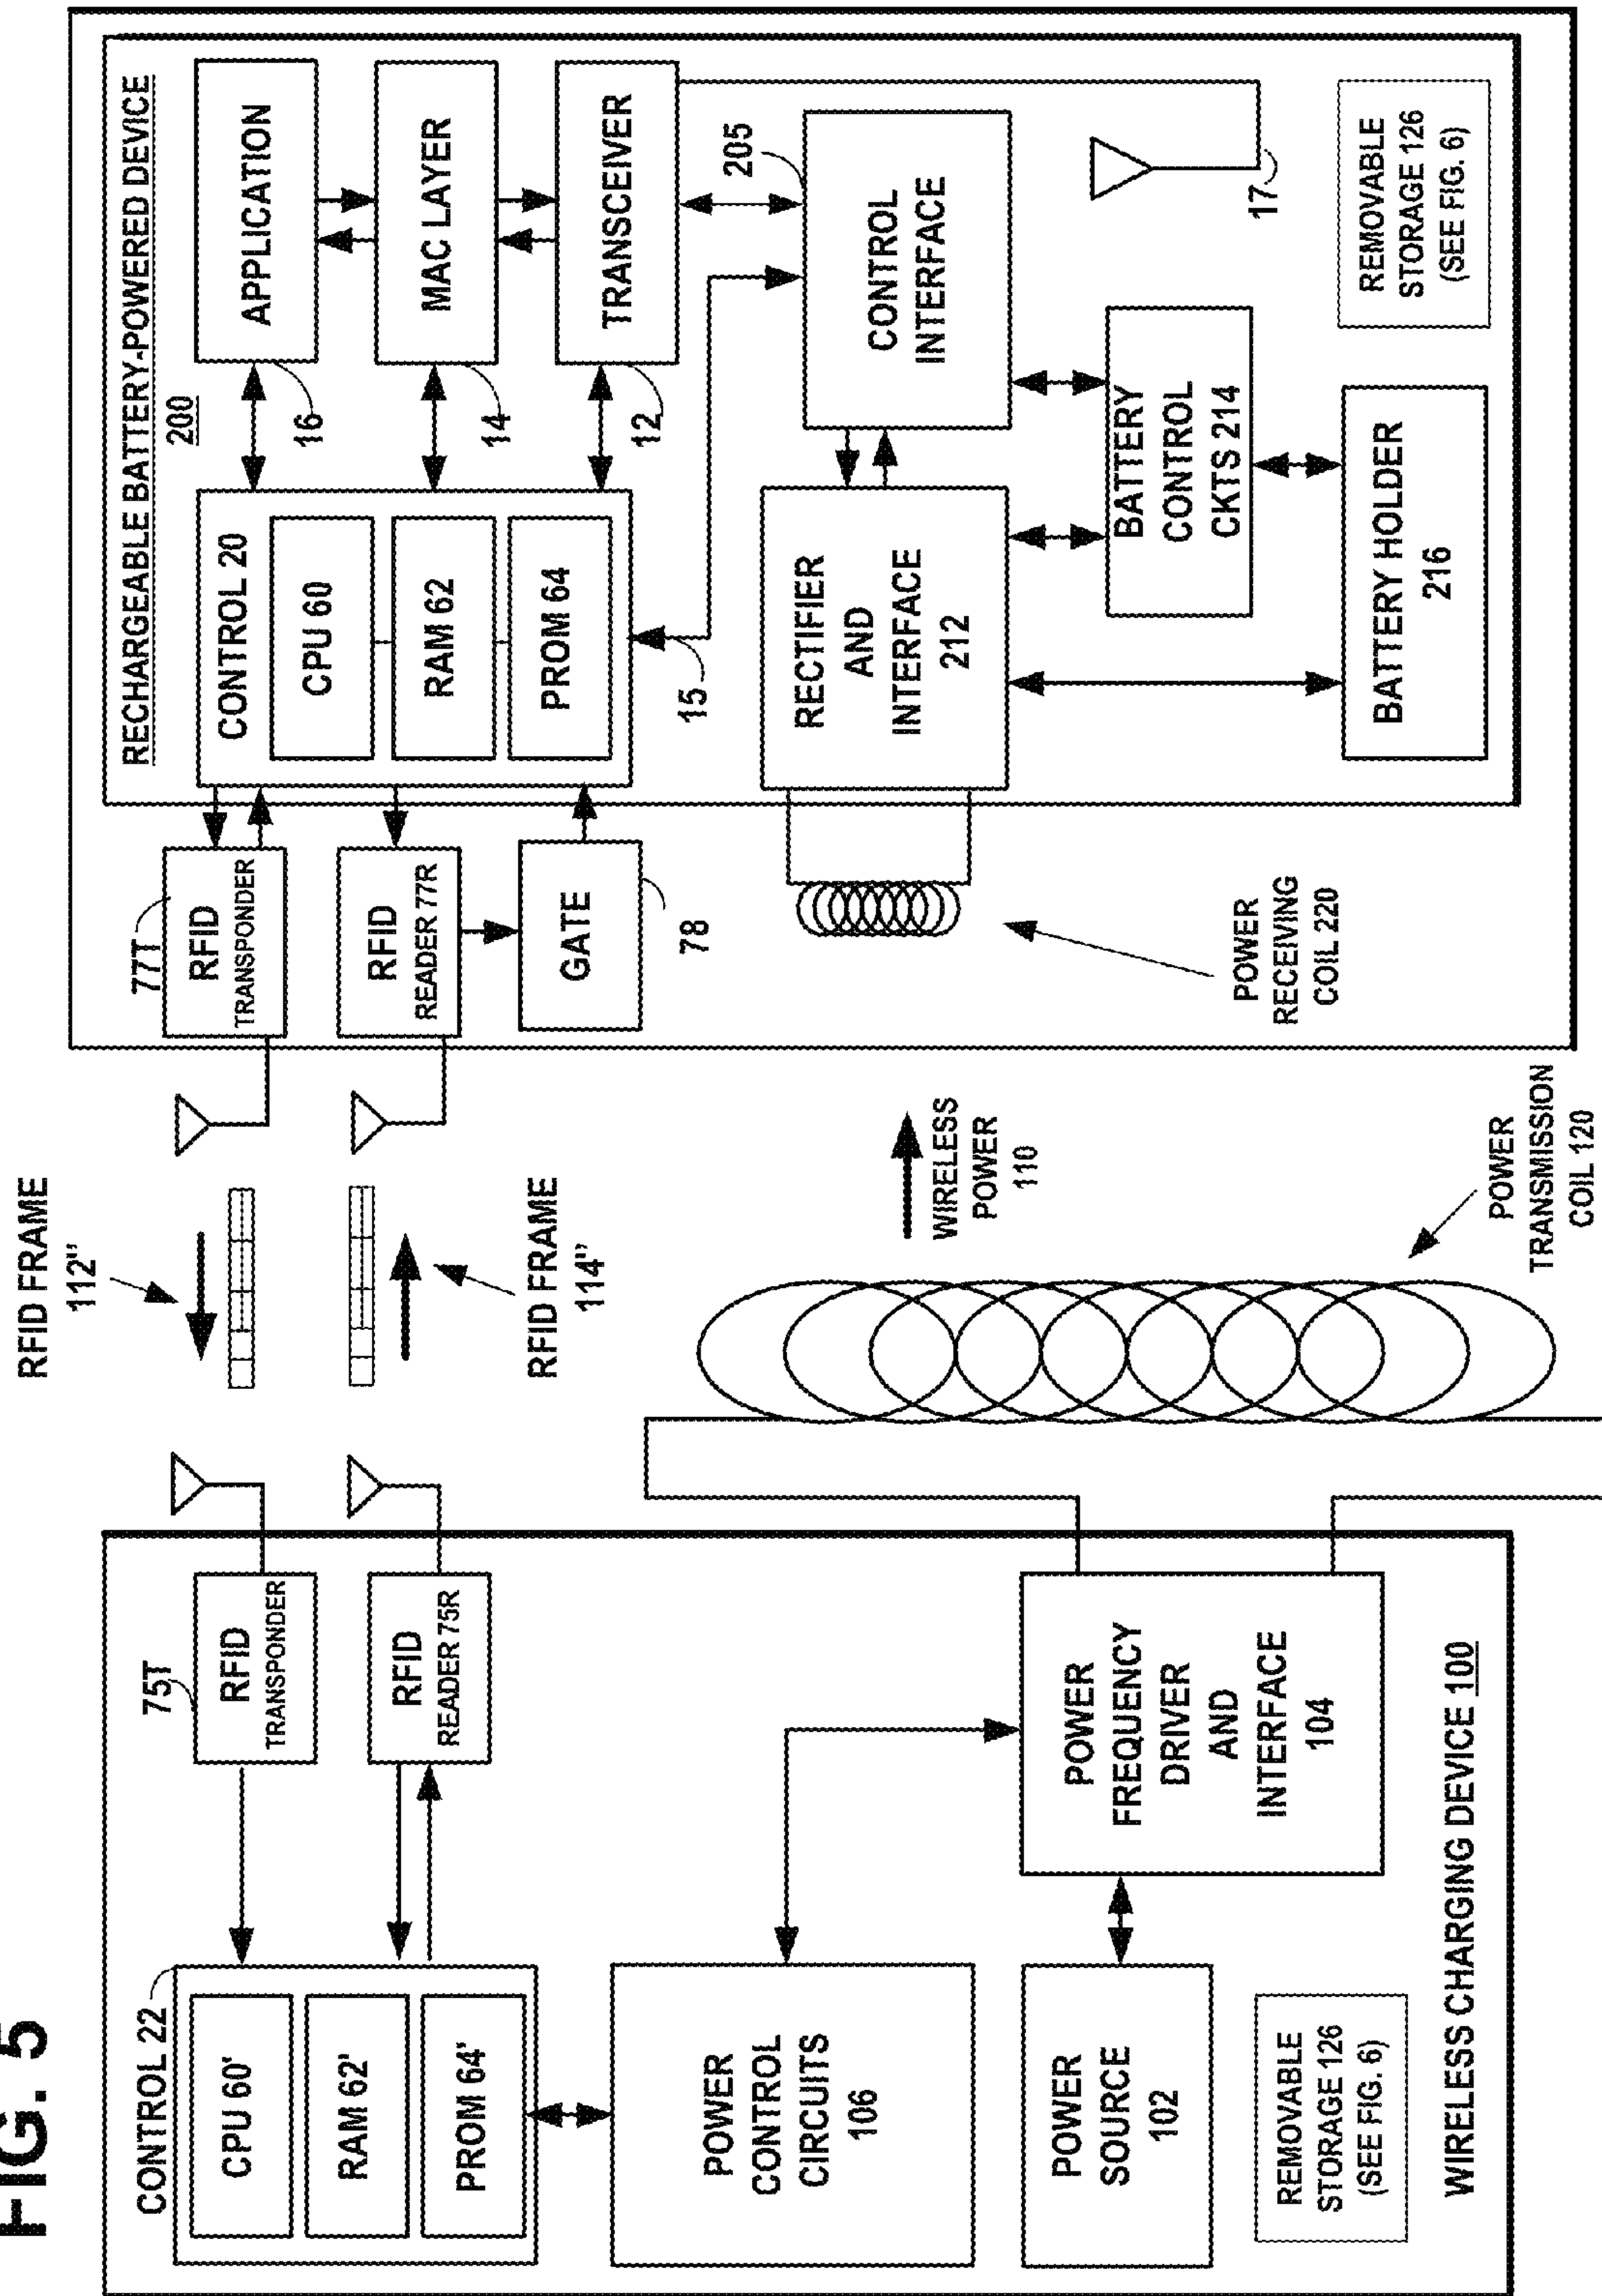 FIG. 5
WIRELESS CHARGING DEVICE 100
CONTROL 22
CPU 60'
RAM 62'
PROM 64'
75T
RFID
TRANSPONDER
RFID
READER 75R
POWER
CONTROL
CIRCUITS
106
POWER
SOURCE
102
POWER
FREQUENCY
DRIVER
AND
INTERFACE
104
REMOVABLE
STORAGE 126
(SEE FIG. 6)
RFID FRAME
112"
RFID FRAME
114"
WIRELESS
POWER
110
POWER
TRANSMISSION
COIL 120
RECHARGEABLE BATTERY-POWERED DEVICE
200
77T
RFID
TRANSPONDER
RFID
READER 77R
GATE
78
CONTROL 20
CPU 60
RAM 62
PROM 64
15
APPLICATION
16
MAC LAYER
14
TRANSCEIVER
12
205
CONTROL
INTERFACE
17
RECTIFIER
AND
INTERFACE
212
BATTERY
CONTROL
CKTS 214
BATTERY HOLDER
216
POWER
RECEIVING
COIL 220
REMOVABLE
STORAGE 126
(SEE FIG. 6)